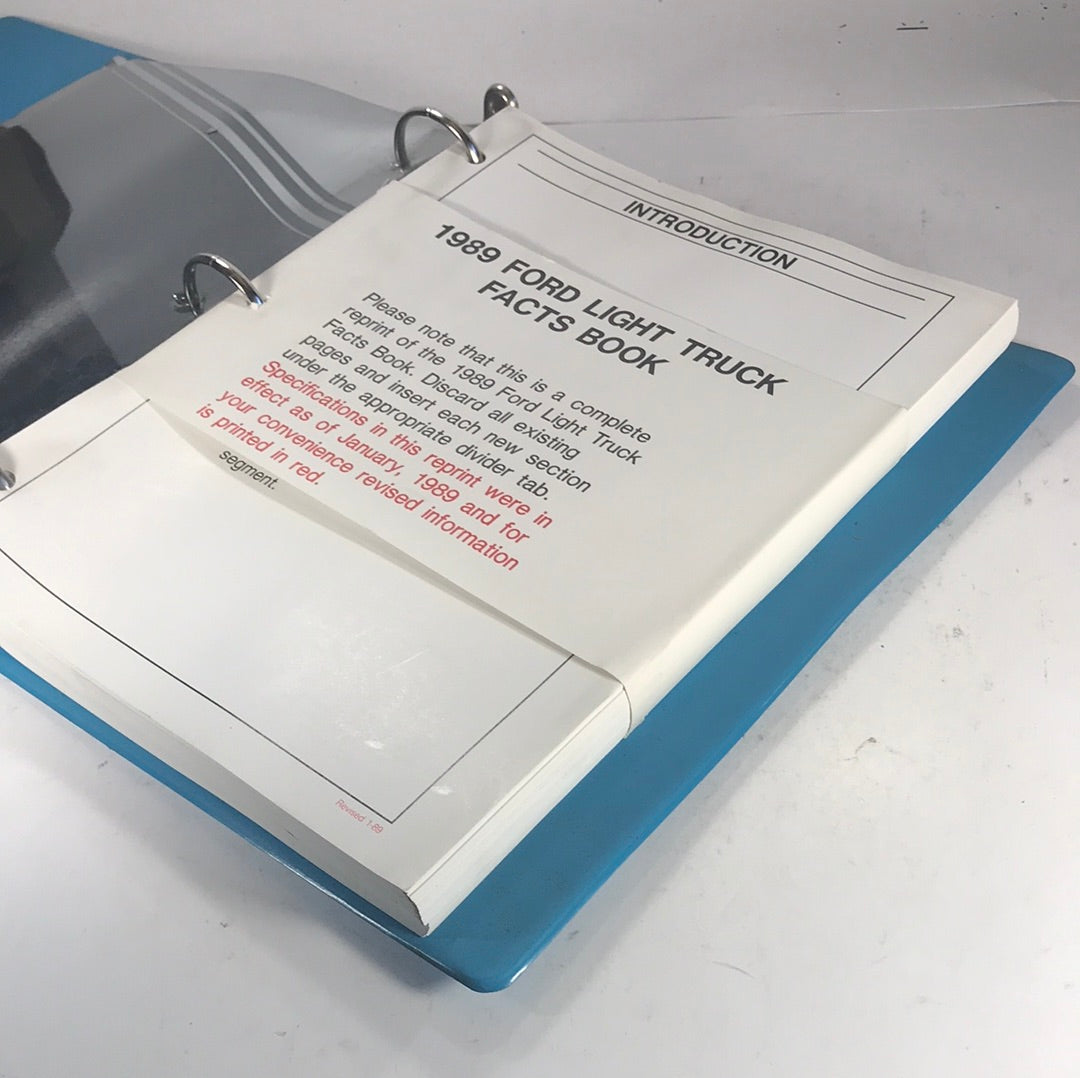 INTRODUCTION
1989 FORD LIGHT TRUCK
FACTS BOOK
Please note that this is a complete
reprint of the 1989 Ford Light Truck
Facts Book. Discard all existing
pages and insert each new section
under the appropriate divider tab.
Specifications in this reprint were in
effect as of January, 1989 and for
your convenience revised information
is printed in red.
segment.
Revised 1-89